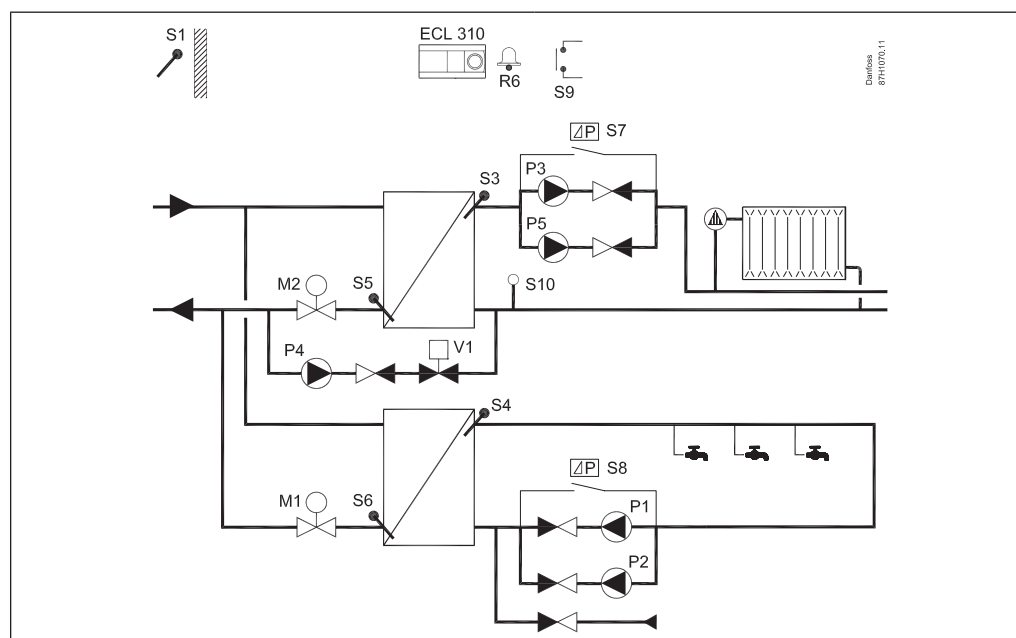 S1
ECL 310
R6
S9
Danfoss
87H1070.11
⊿P S7
P3
S3
P5
M2
S5
S10
P4
V1
S4
⊿P S8
M1
S6
P1
P2